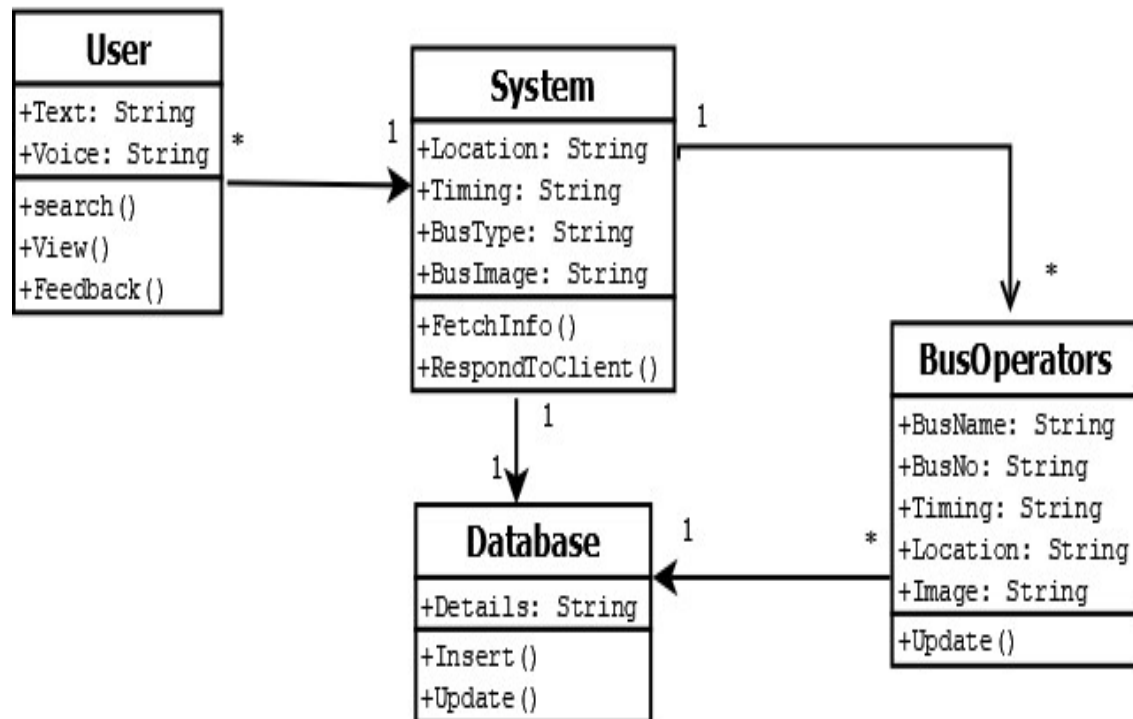 User
+Text: String
+Voice: String
+search()
+View()
+Feedback()
*
1
System
+Location: String
+Timing: String
+BusType: String
+BusImage: String
+FetchInfo()
+RespondToClient()
1
*
BusOperators
+BusName: String
+BusNo: String
+Timing: String
+Location: String
+Image: String
+Update()
1
1
Database
+Details: String
+Insert()
+Update()
1
*